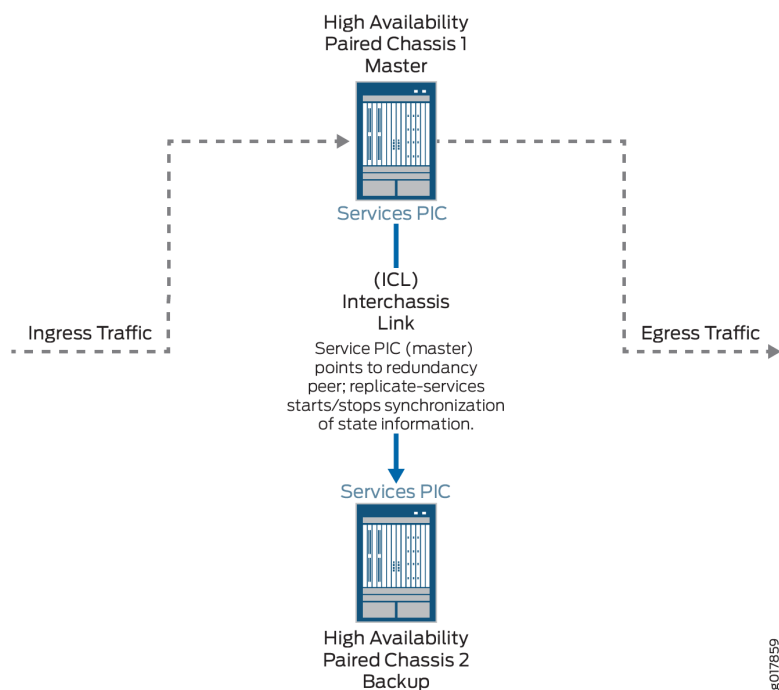 High Availability
Paired Chassis 1
Master
Services PIC
(ICL)
Interchassis
Link
Ingress Traffic
Egress Traffic
Service PIC (master)
points to redundancy
peer; replicate-services
starts/stops synchronization
of state information.
Services PIC
High Availability
Paired Chassis 2
Backup
g017859